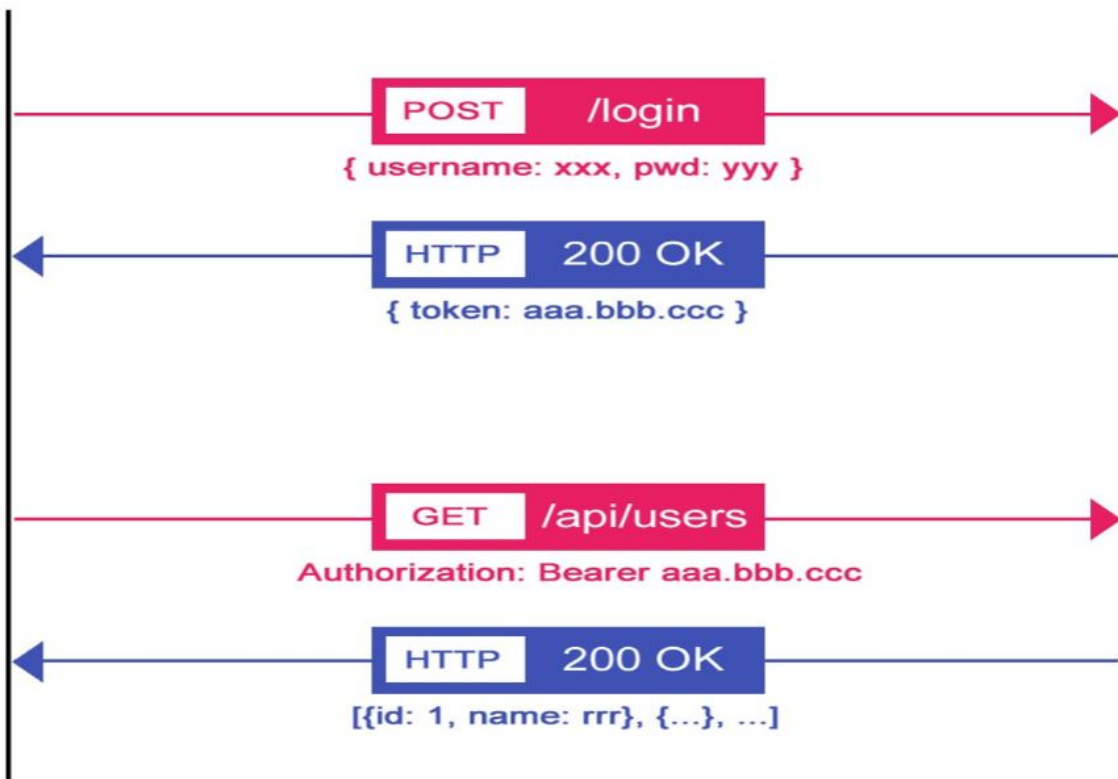 POST /login
{ username: xxx, pwd: yyy }
HTTP 200 OK
{ token: aaa.bbb.ccc }
GET /api/users
Authorization: Bearer aaa.bbb.ccc
HTTP 200 OK
[{id: 1, name: rrr}, {...}, ...]